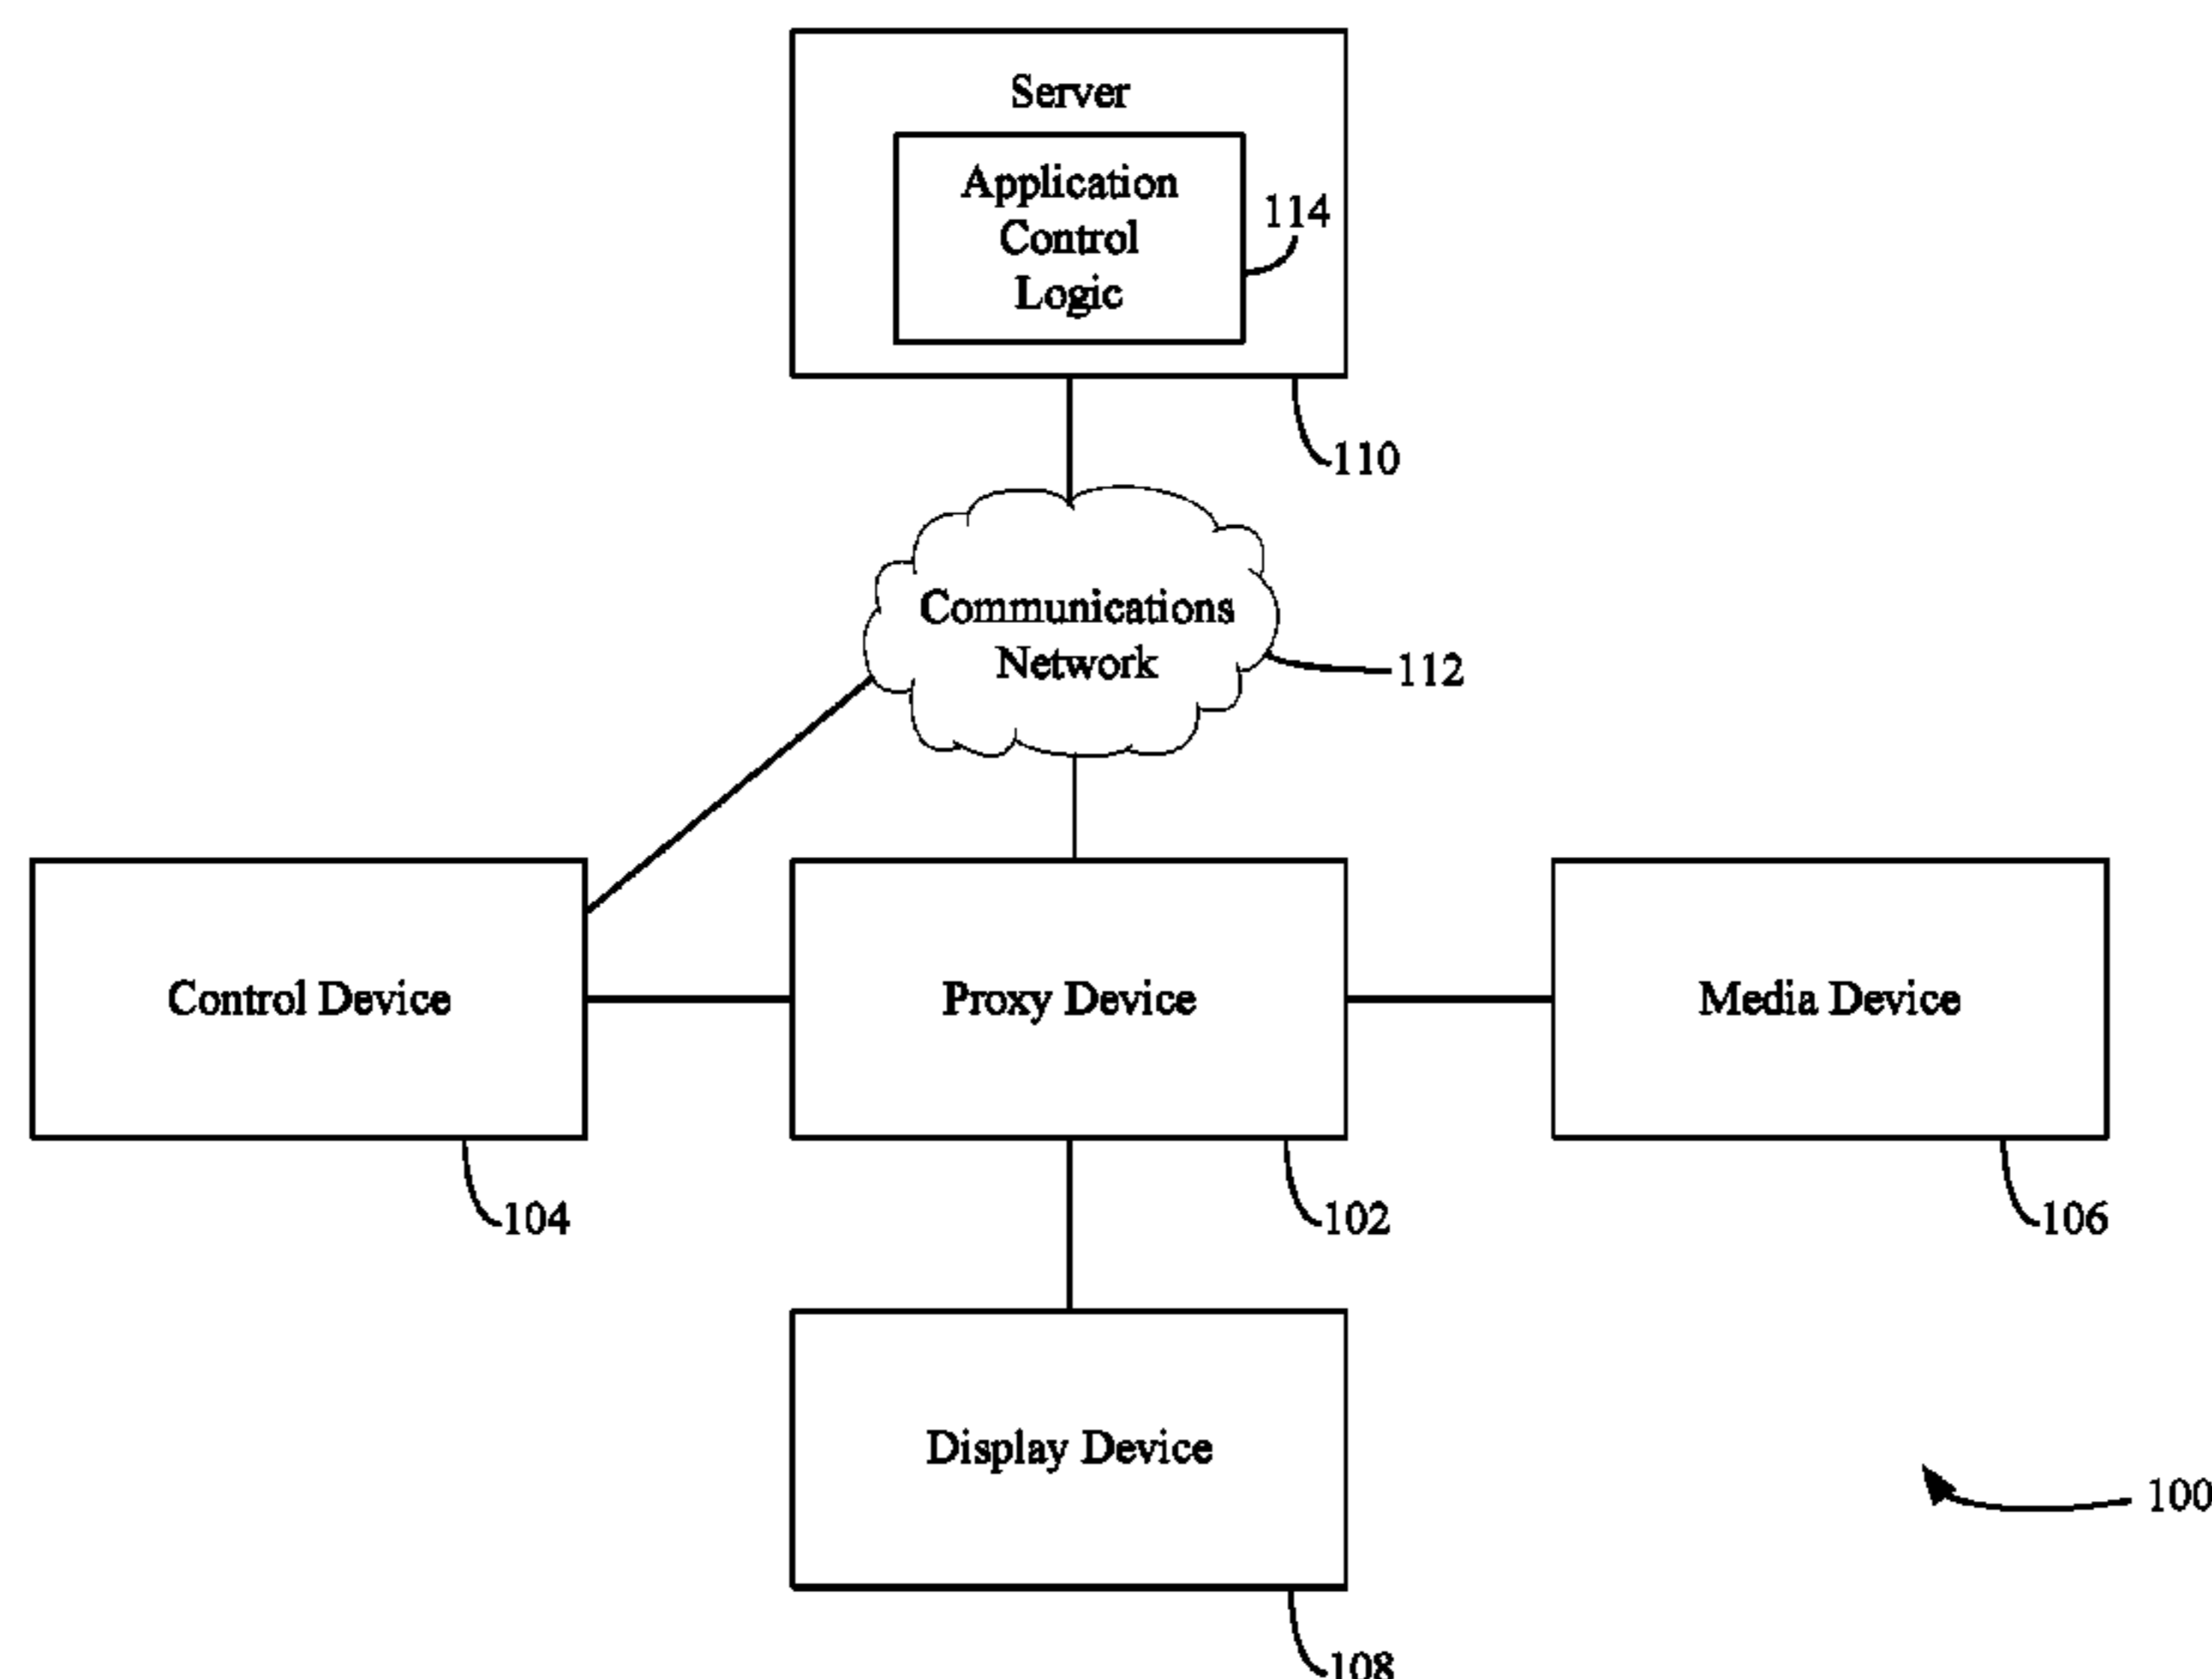 Server
Application
Control
Logic
114
110
Communications
Network
112
Control Device
Proxy Device
Media Device
104
102
106
Display Device
100
108